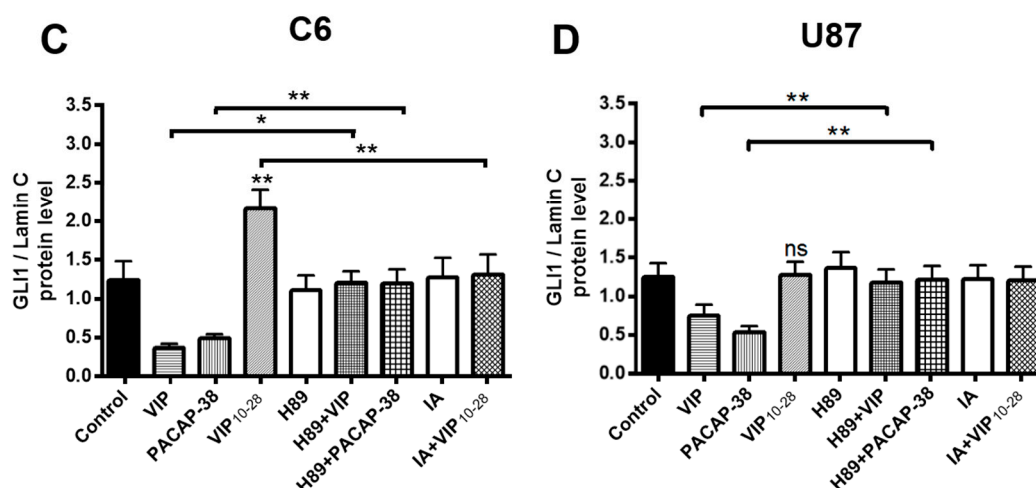 C
C6
GLI1 / Lamin C
protein level
3.5
3.0
2.5
2.0
1.5
1.0
0.5
0.0
**
*
**
**
Control
VIP
PACAP-38
VIP10-28
H89
H89+VIP
H89+PACAP-38
IA
IA+VIP10-28
D
U87
GLI1 / Lamin C
protein level
3.5
3.0
2.5
2.0
1.5
1.0
0.5
0.0
**
**
ns
Control
VIP
PACAP-38
VIP10-28
H89
H89+VIP
H89+PACAP-38
IA
IA+VIP10-28